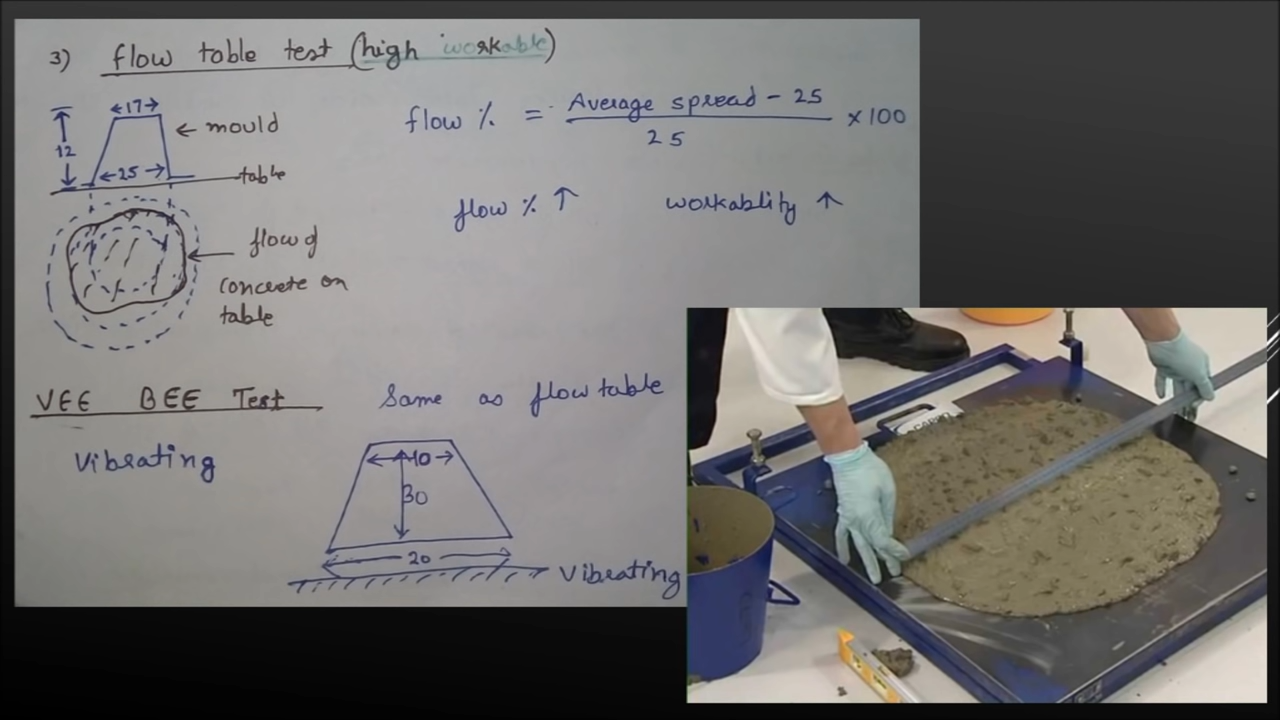 3) flow table test (high workable)
17
12
25
← mould
table
flow % = Average spread - 25 / 25 × 100
flow % ↑ workablity ↑
← flow of
concrete on
table
VEE BEE Test
Same as flow table
Vibrating
10
30
20
Vibrating